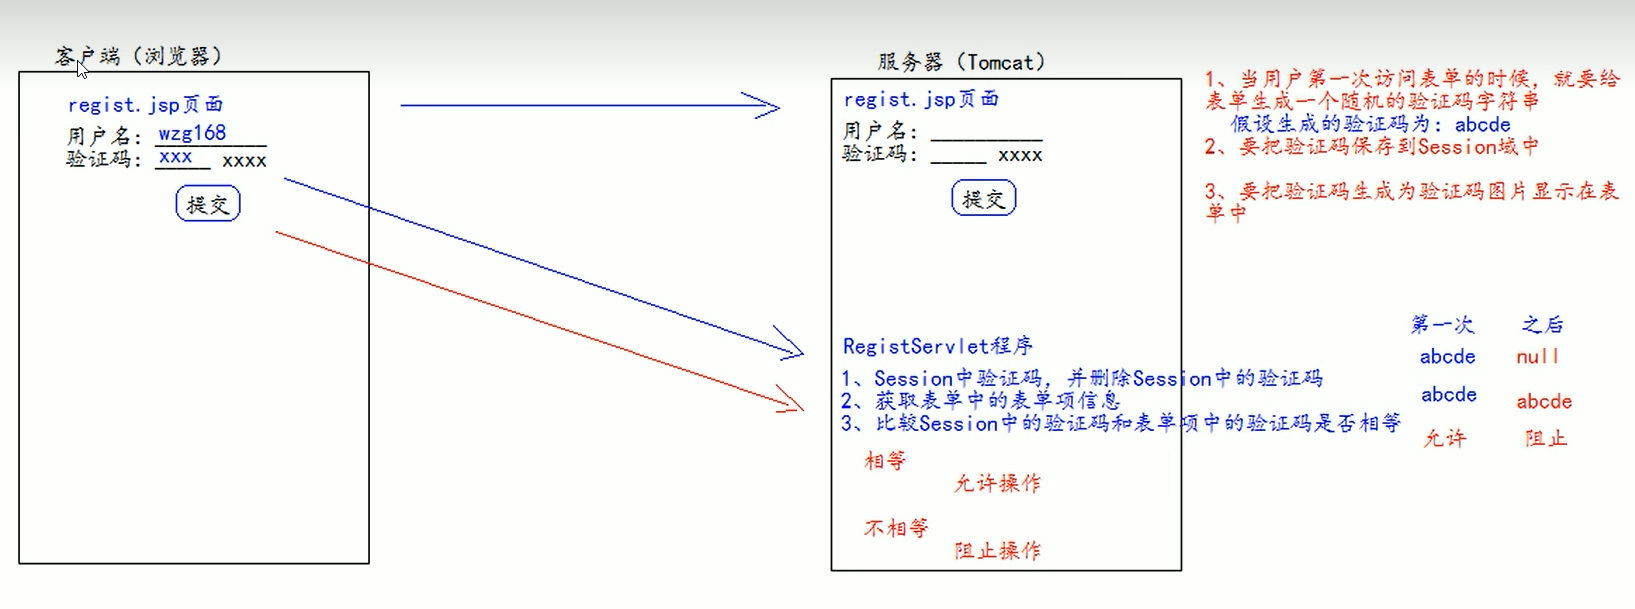 客户端（浏览器）
regist.jsp页面
用户名： wzg168
验证码： xxx xxxx
提交
服务器（Tomcat）
regist.jsp页面
用户名：__________
验证码：_____ xxxx
提交
RegistServlet程序
1、Session中验证码，并删除Session中的验证码
2、获取表单中的表单项信息
3、比较Session中的验证码和表单项中的验证码是否相等
相等
允许操作
不相等
阻止操作
1、当用户第一次访问表单的时候，就要给
表单生成一个随机的验证码字符串
假设生成的验证码为：abcde
2、要把验证码保存到Session域中
3、要把验证码生成为验证码图片显示在表
单中
第一次 之后
abcde null
abcde abcde
允许 阻止